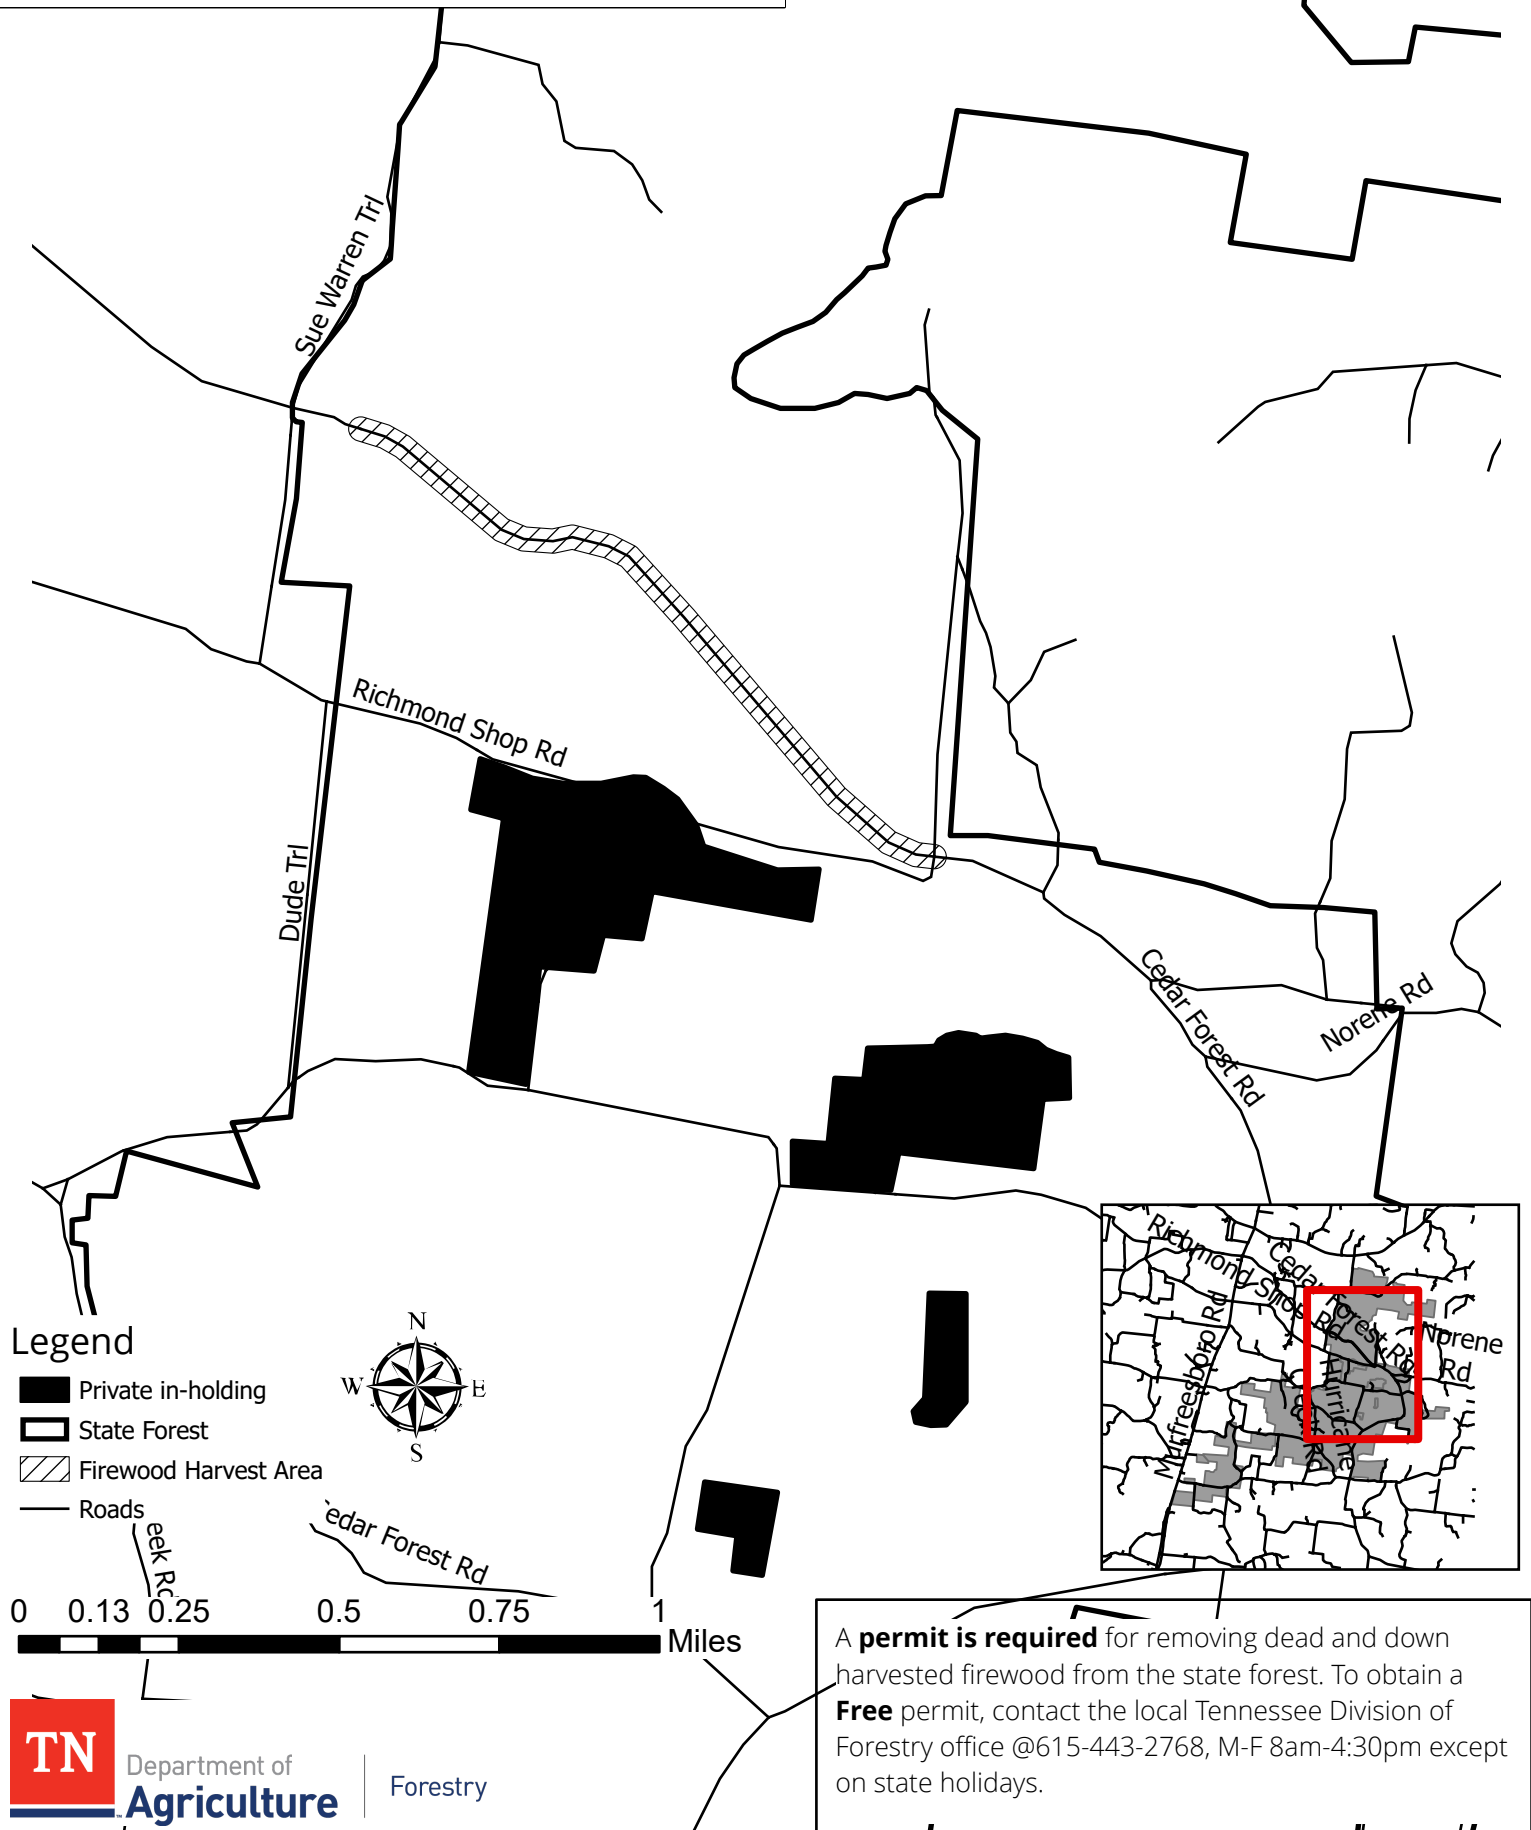 Sue Warren Trl
Richmond Shop Rd
Dude Trl
Cedar Forest Rd
Norene Rd
Richmond Shop Rd
Cedar Forest Rd
Norene
Rd
Murfreesboro Rd
Hurricane
Legend
Private in-holding
State Forest
Firewood Harvest Area
Roads
N
W E
S
eek Rd
edar Forest Rd
0 0.13 0.25 0.5 0.75 1
Miles
A permit is required for removing dead and down
harvested firewood from the state forest. To obtain a
Free permit, contact the local Tennessee Division of
Forestry office @615-443-2768, M-F 8am-4:30pm except
on state holidays.
TN
Department of
Agriculture
Forestry